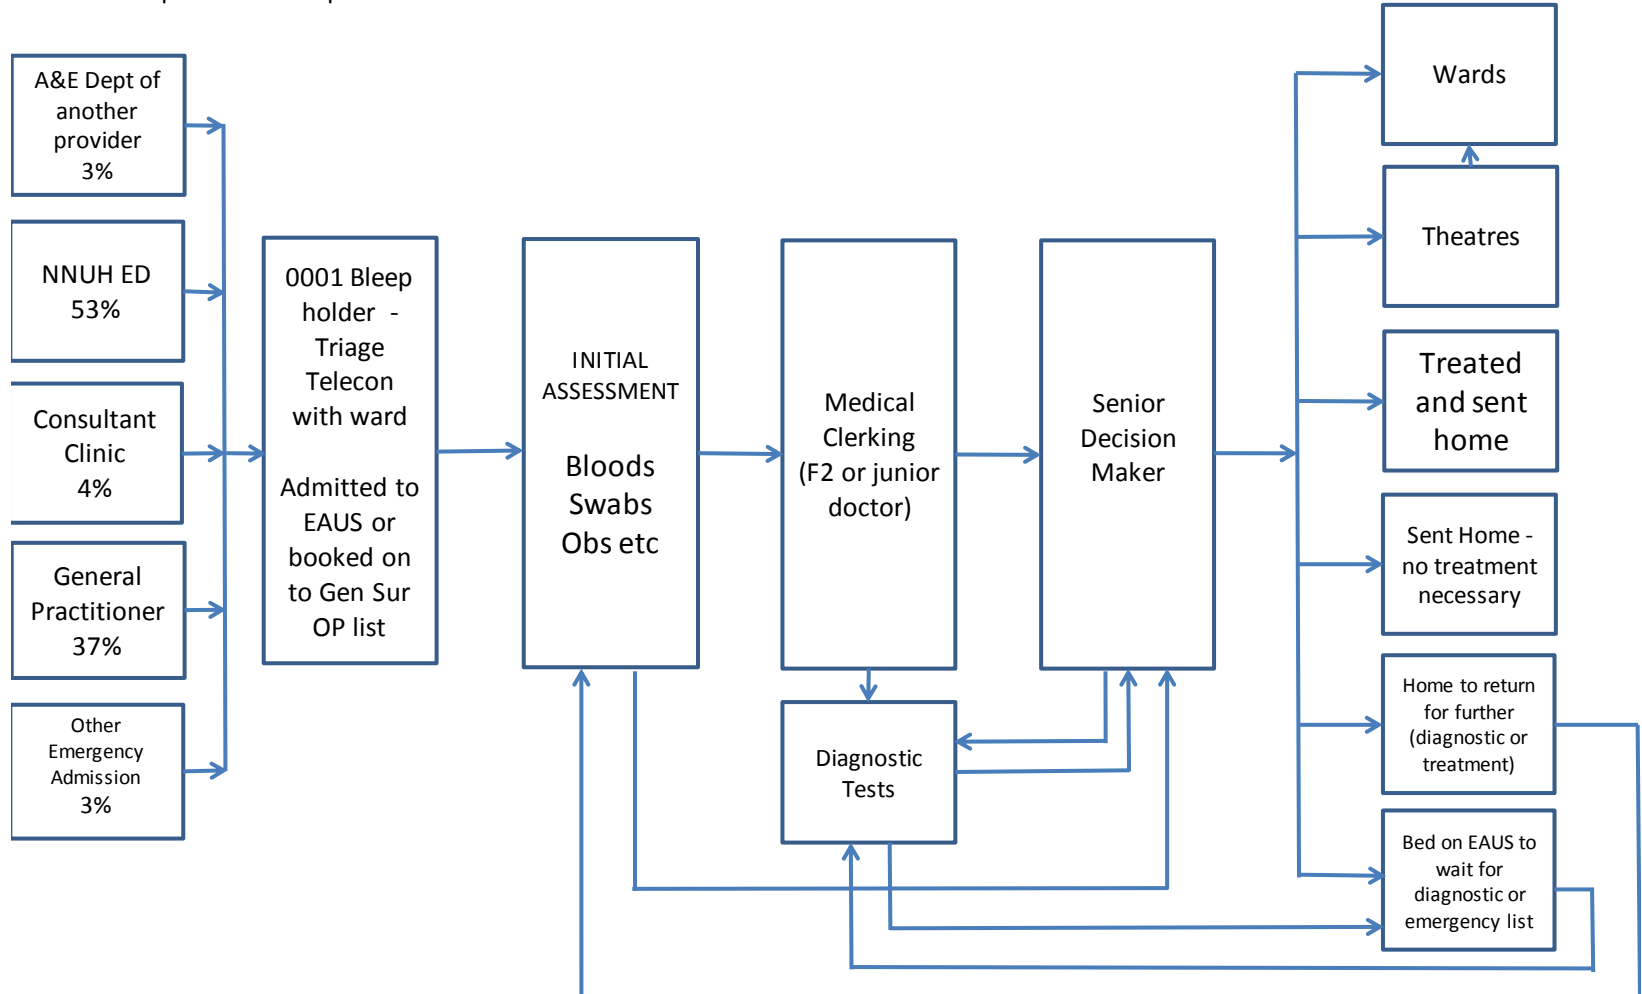 A&E Dept of
another
provider
3%
NNUH ED
53%
Consultant
Clinic
4%
General
Practitioner
37%
Other
Emergency
Admission
3%
0001 Bleep
holder -
Triage
Telecon
with ward
Admitted to
EAUS or
booked on
to Gen Sur
OP list
INITIAL
ASSESSMENT
Bloods
Swabs
Obs etc
Medical
Clerking
(F2 or junior
doctor)
Diagnostic
Tests
Senior
Decision
Maker
Wards
Theatres
Treated
and sent
home
Sent Home -
no treatment
necessary
Home to return
for further
(diagnostic or
treatment)
Bed on EAUS to
wait for
diagnostic or
emergency list